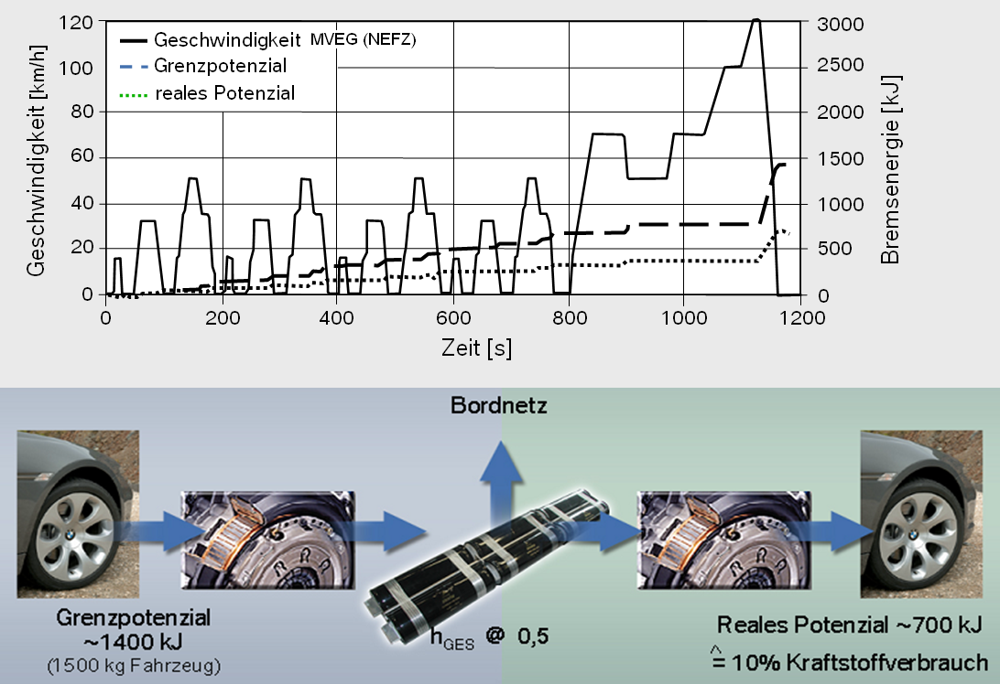 Geschwindigkeit MVEG (NEFZ)
Grenzpotenzial
reales Potenzial
Geschwindigkeit [km/h]
120
100
80
60
40
20
0
3000
2500
2000
1500
1000
500
0
Bremsenergie [kJ]
0 200 400 600 800 1000 1200
Zeit [s]
Bordnetz
Grenzpotenzial
~1400 kJ
(1500 kg Fahrzeug)
hGES @ 0,5
Reales Potenzial ~700 kJ
≙ 10% Kraftstoffverbrauch